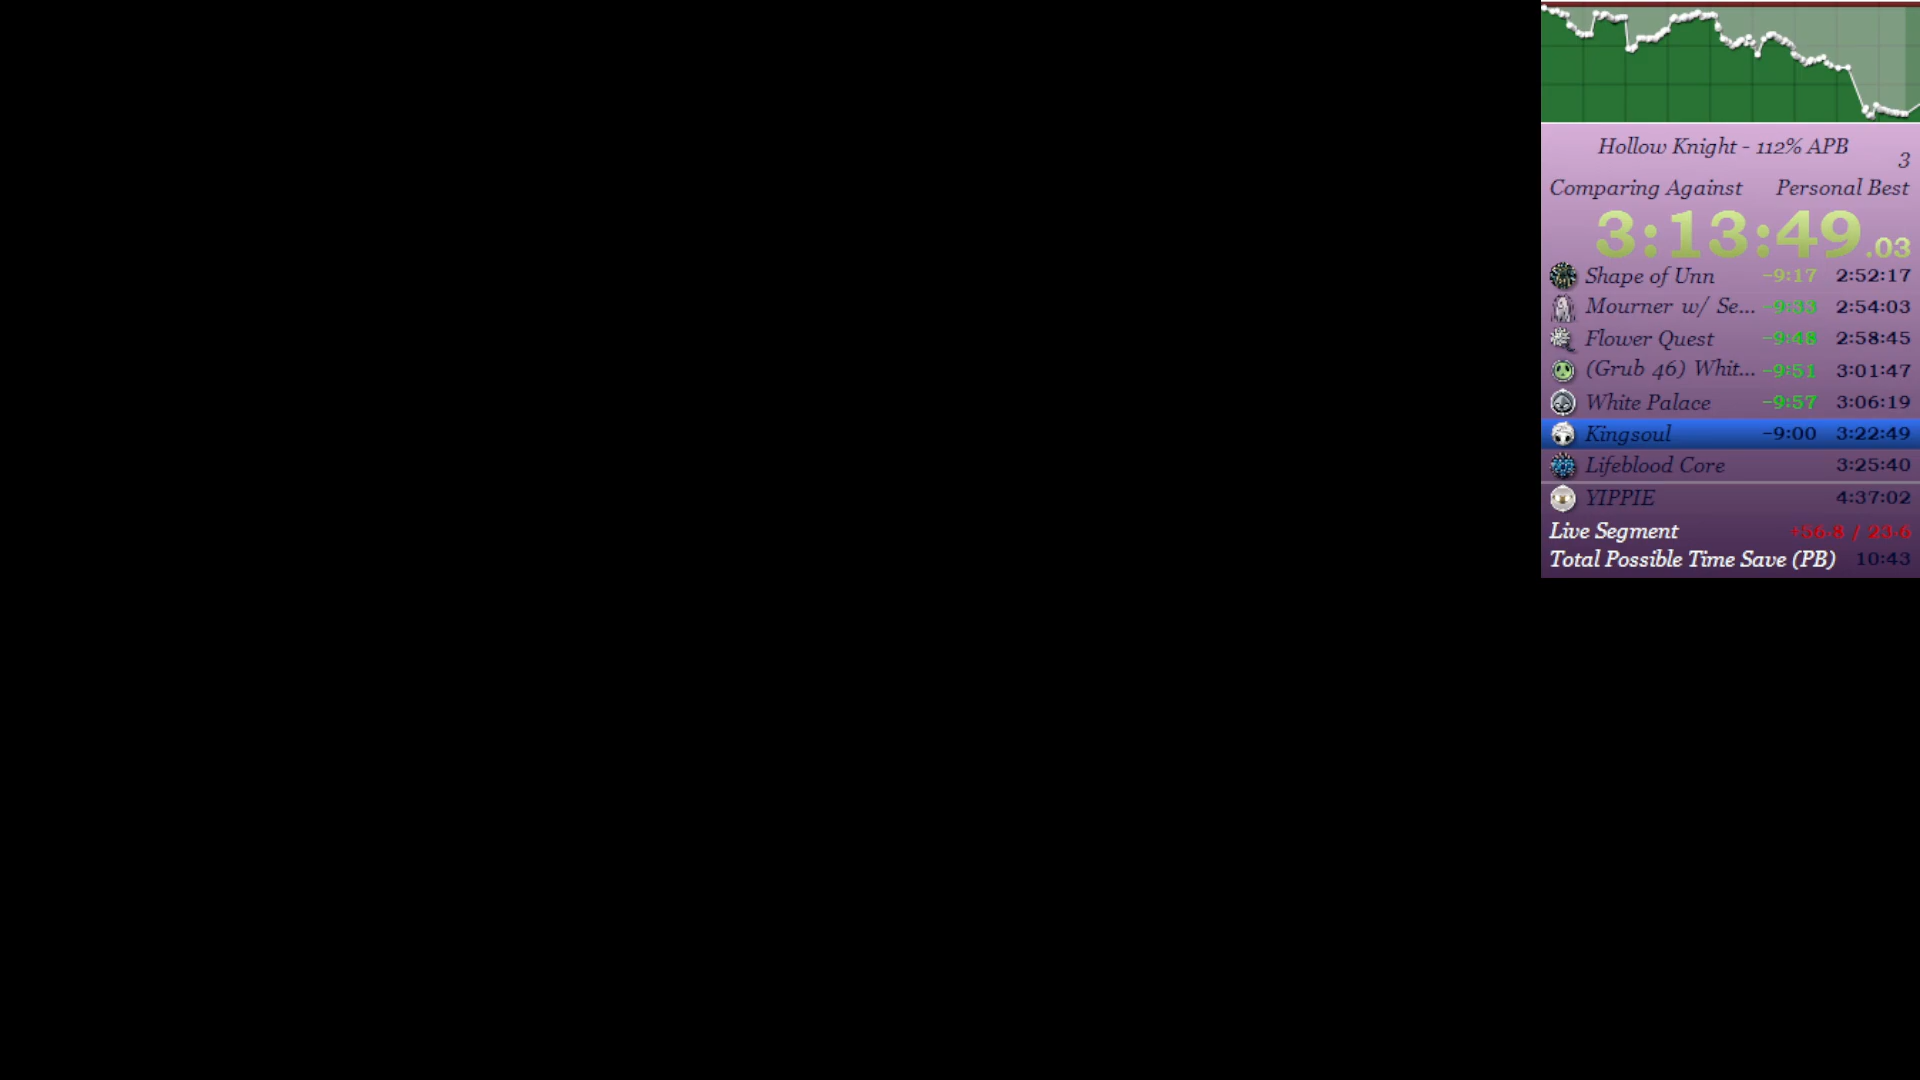 Hollow Knight - 112% APB
3
Comparing Against Personal Best
3:13:49.03
Shape of Unn -9:17 2:52:17
Mourner w/ Se... -9:33 2:54:03
Flower Quest -9:48 2:58:45
(Grub 46) Whit... -9:51 3:01:47
White Palace -9:57 3:06:19
Kingsoul -9:00 3:22:49
Lifeblood Core 3:25:40
YIPPIE 4:37:02
Live Segment +56.8 / 23.6
Total Possible Time Save (PB) 10:43